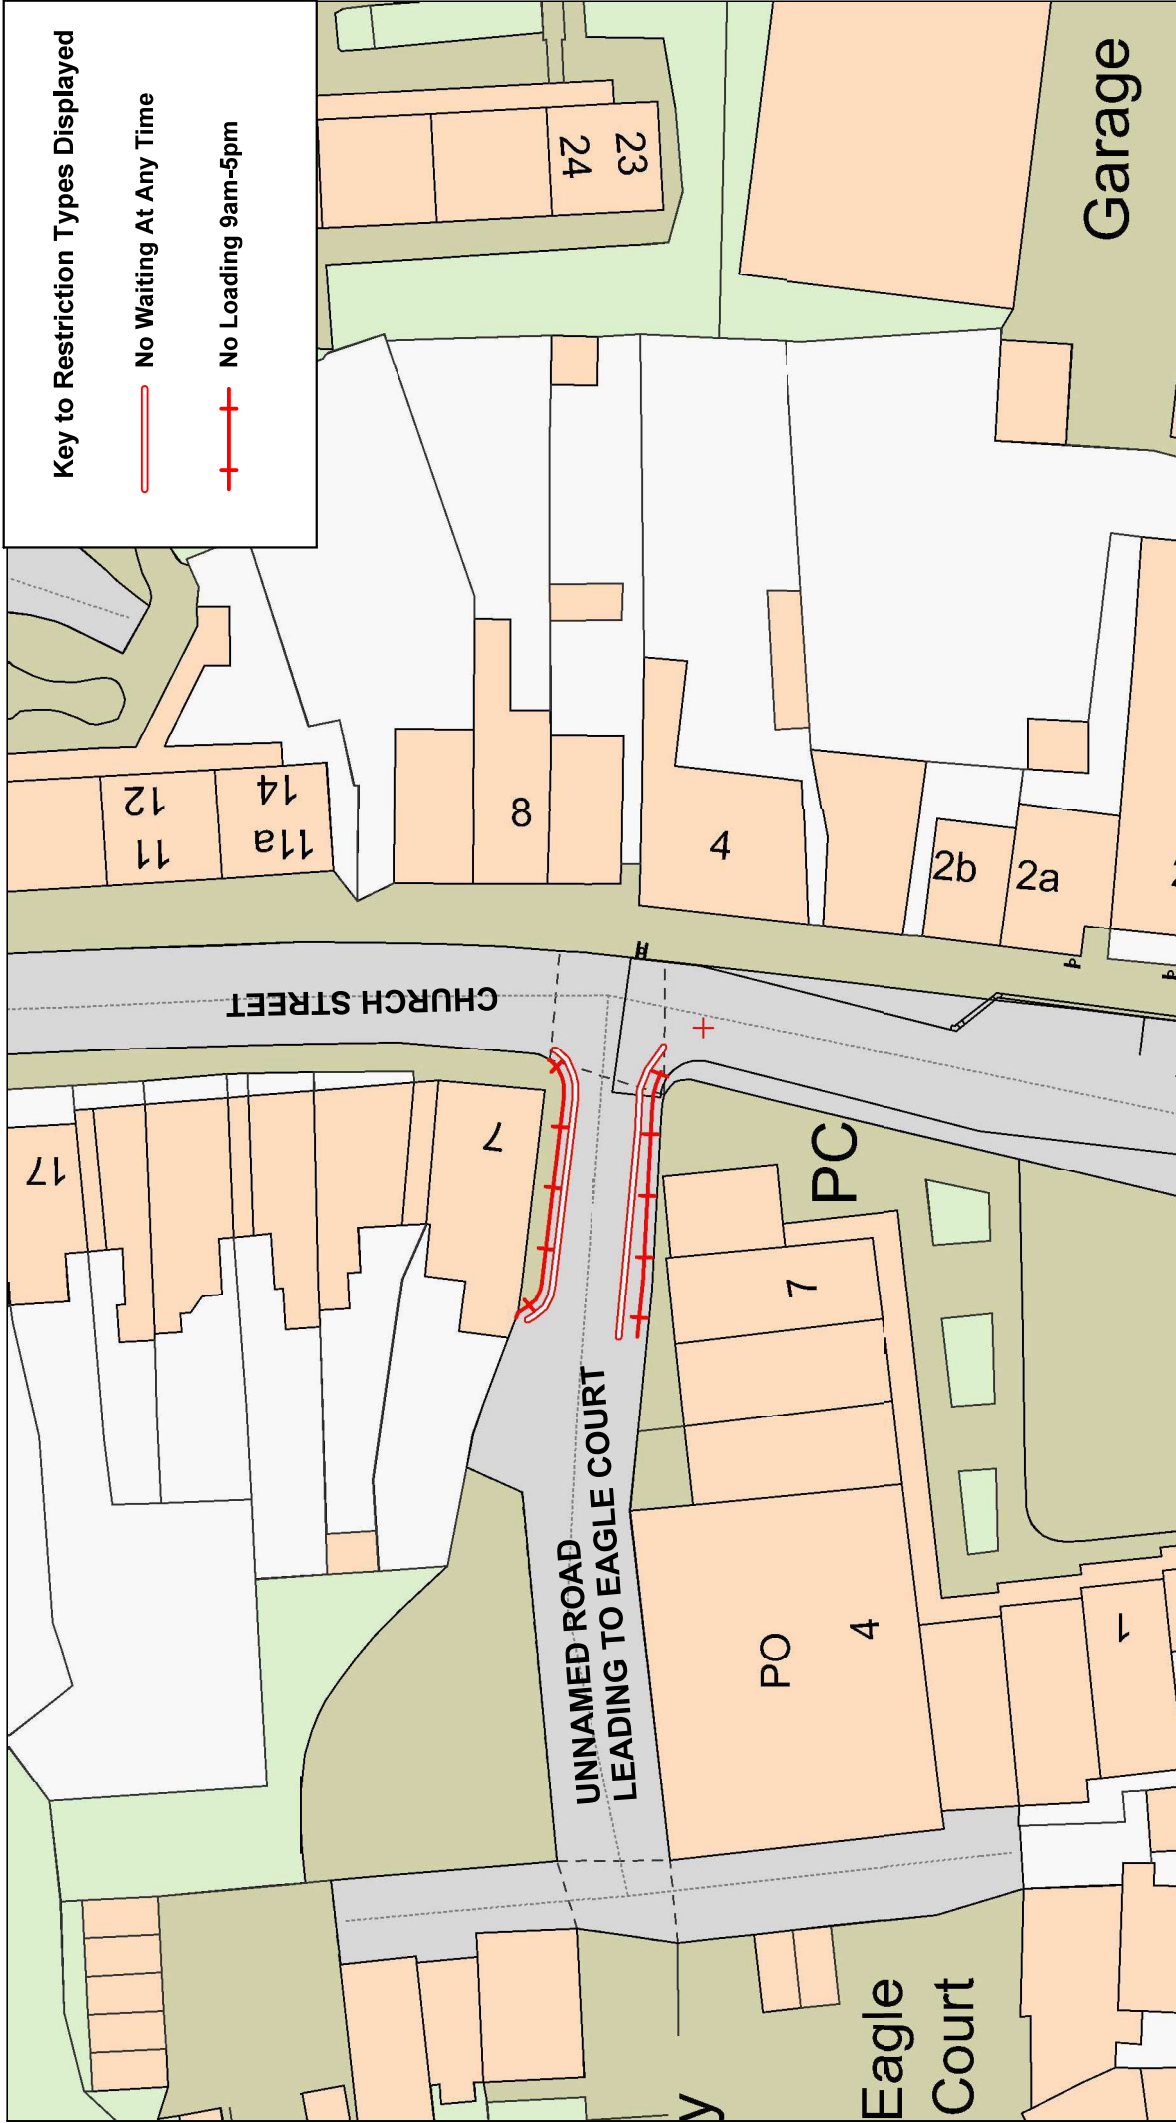 Key to Restriction Types Displayed
No Waiting At Any Time
No Loading 9am-5pm
CHURCH STREET
UNNAMED ROAD
LEADING TO EAGLE COURT
Garage
23
24
12
11
14
11a
8
4
2b
2a
17
7
PC
7
PO
4
1
Eagle
Court
y